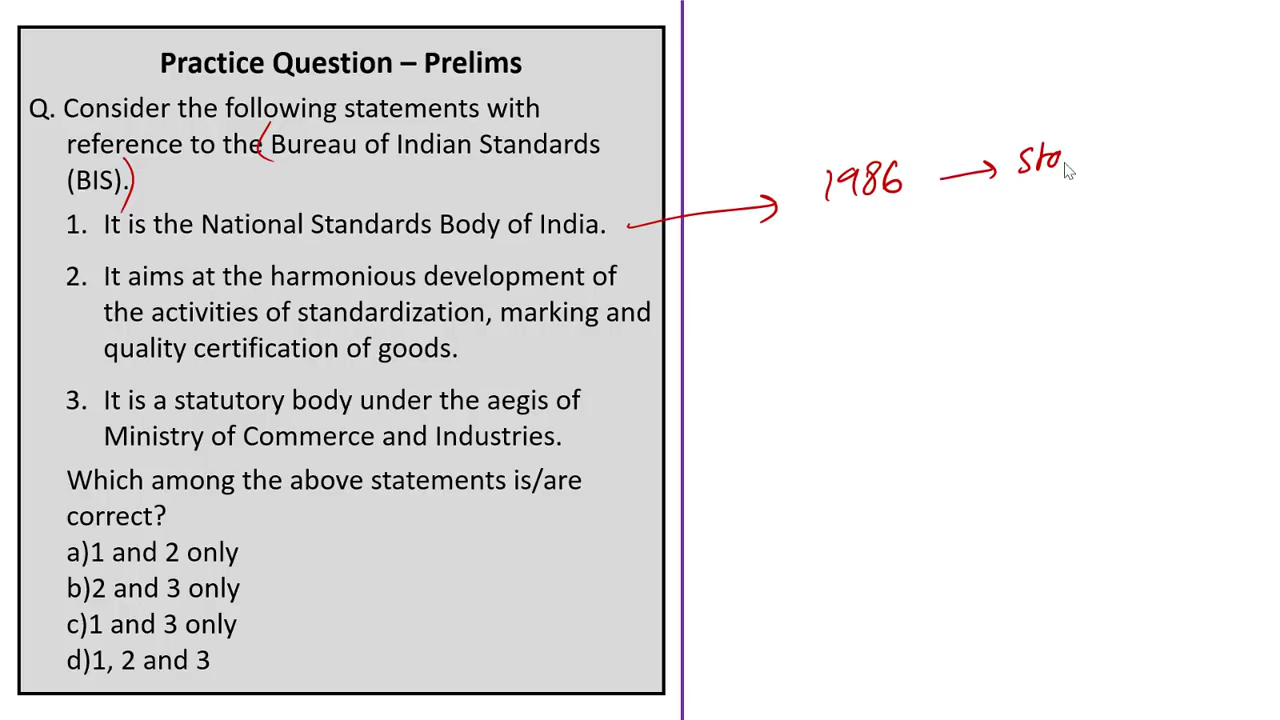 Practice Question – Prelims
Q. Consider the following statements with
reference to the Bureau of Indian Standards
(BIS).
1. It is the National Standards Body of India.
2. It aims at the harmonious development of
the activities of standardization, marking and
quality certification of goods.
3. It is a statutory body under the aegis of
Ministry of Commerce and Industries.
Which among the above statements is/are
correct?
a)1 and 2 only
b)2 and 3 only
c)1 and 3 only
d)1, 2 and 3
1986 → Sta